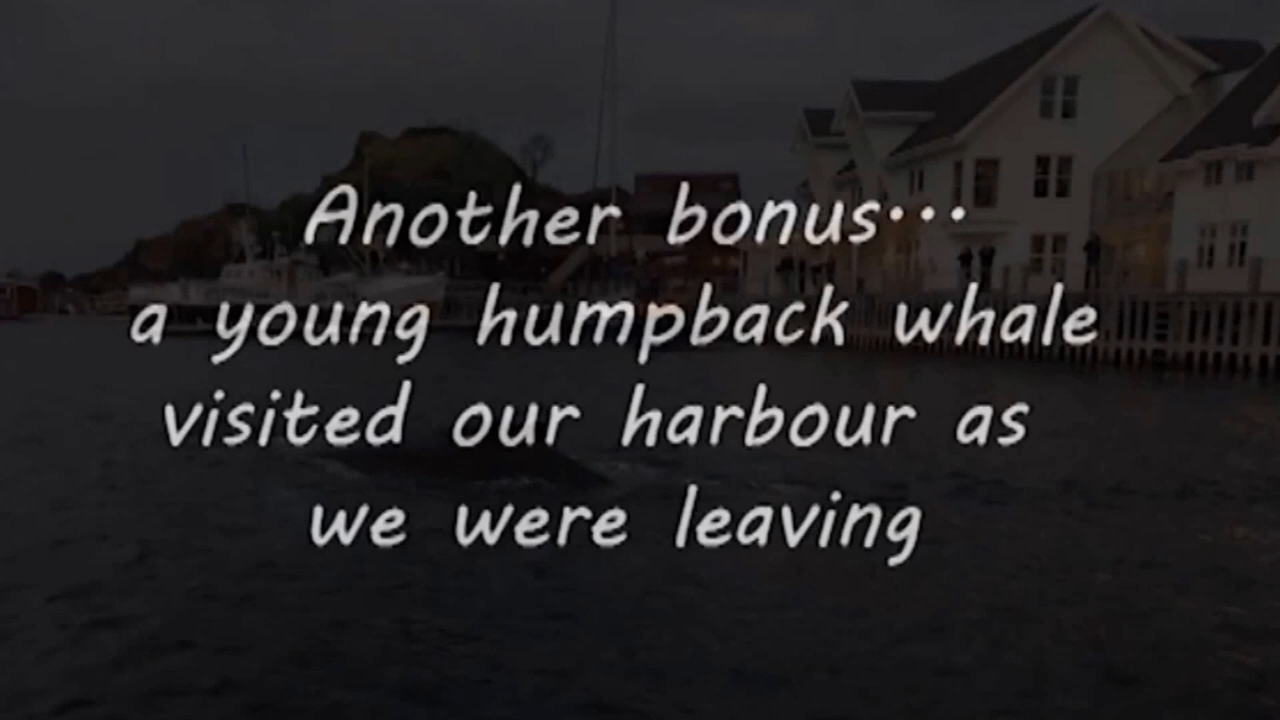 Another bonus...
a young humpback whale
visited our harbour as
we were leaving